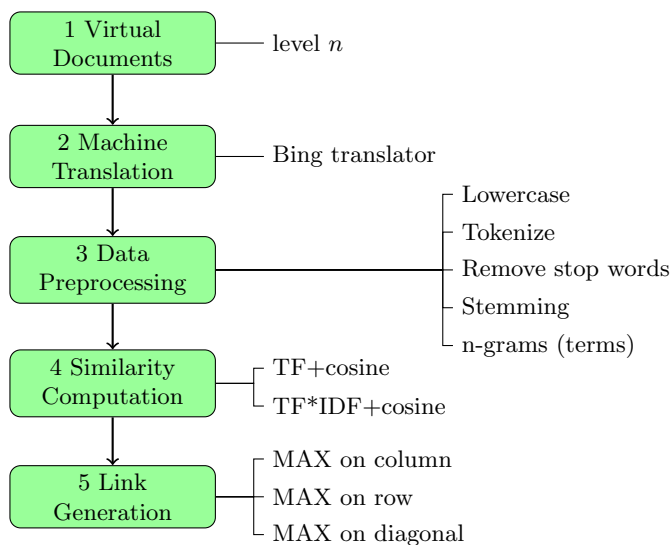 1 Virtual
Documents
level n
2 Machine
Translation
Bing translator
3 Data
Preprocessing
Lowercase
Tokenize
Remove stop words
Stemming
n-grams (terms)
4 Similarity
Computation
TF+cosine
TF*IDF+cosine
5 Link
Generation
MAX on column
MAX on row
MAX on diagonal